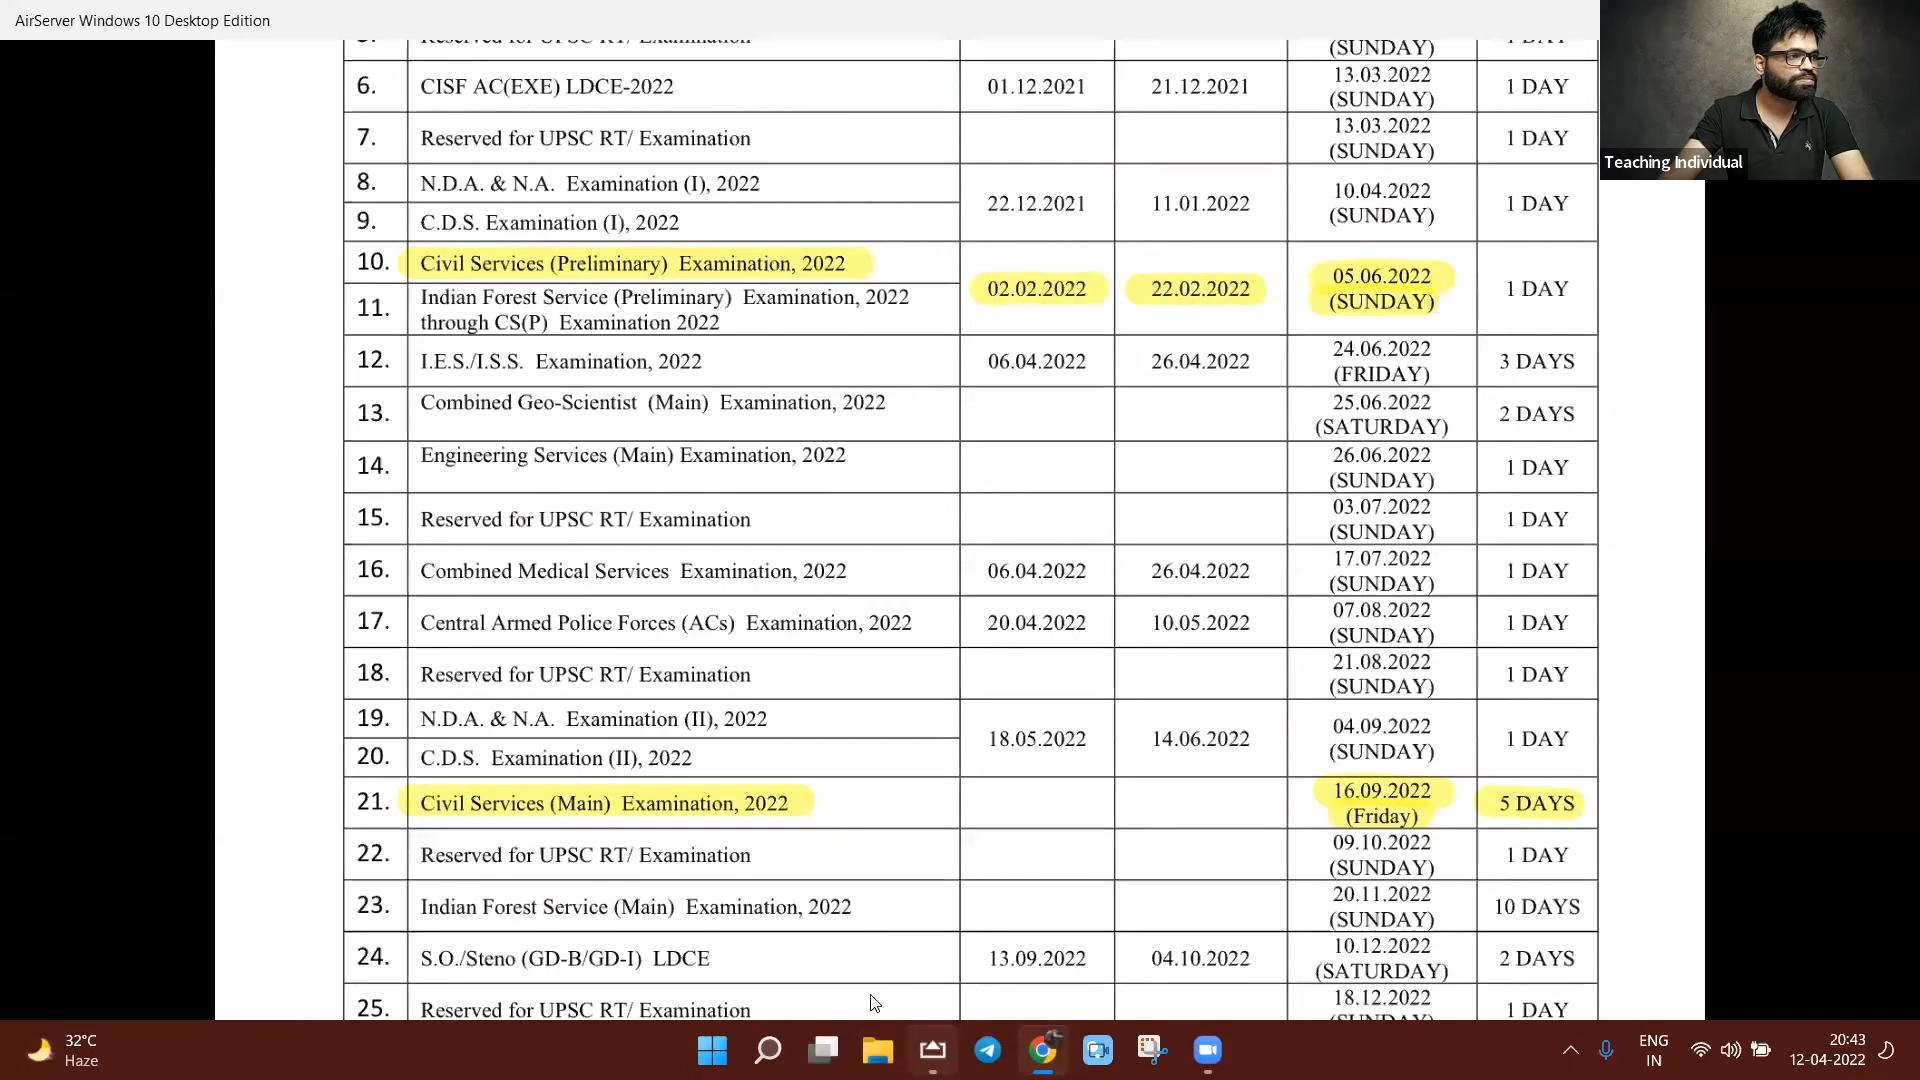 AirServer Windows 10 Desktop Edition
Reserved for UPSC RT/ Examination (SUNDAY) 1 DAY
6. CISF AC(EXE) LDCE-2022 01.12.2021 21.12.2021 13.03.2022 (SUNDAY) 1 DAY
7. Reserved for UPSC RT/ Examination 13.03.2022 (SUNDAY) 1 DAY
8. N.D.A. & N.A. Examination (I), 2022 22.12.2021 11.01.2022 10.04.2022 (SUNDAY) 1 DAY
9. C.D.S. Examination (I), 2022
10. Civil Services (Preliminary) Examination, 2022 02.02.2022 22.02.2022 05.06.2022 (SUNDAY) 1 DAY
11. Indian Forest Service (Preliminary) Examination, 2022
through CS(P) Examination 2022
12. I.E.S./I.S.S. Examination, 2022 06.04.2022 26.04.2022 24.06.2022 (FRIDAY) 3 DAYS
13. Combined Geo-Scientist (Main) Examination, 2022 25.06.2022 (SATURDAY) 2 DAYS
14. Engineering Services (Main) Examination, 2022 26.06.2022 (SUNDAY) 1 DAY
15. Reserved for UPSC RT/ Examination 03.07.2022 (SUNDAY) 1 DAY
16. Combined Medical Services Examination, 2022 06.04.2022 26.04.2022 17.07.2022 (SUNDAY) 1 DAY
17. Central Armed Police Forces (ACs) Examination, 2022 20.04.2022 10.05.2022 07.08.2022 (SUNDAY) 1 DAY
18. Reserved for UPSC RT/ Examination 21.08.2022 (SUNDAY) 1 DAY
19. N.D.A. & N.A. Examination (II), 2022 18.05.2022 14.06.2022 04.09.2022 (SUNDAY) 1 DAY
20. C.D.S. Examination (II), 2022
21. Civil Services (Main) Examination, 2022 16.09.2022 (Friday) 5 DAYS
22. Reserved for UPSC RT/ Examination 09.10.2022 (SUNDAY) 1 DAY
23. Indian Forest Service (Main) Examination, 2022 20.11.2022 (SUNDAY) 10 DAYS
24. S.O./Steno (GD-B/GD-I) LDCE 13.09.2022 04.10.2022 10.12.2022 (SATURDAY) 2 DAYS
25. Reserved for UPSC RT/ Examination 18.12.2022 1 DAY
Teaching Individual
32°C
Haze
ENG
IN
20:43
12-04-2022